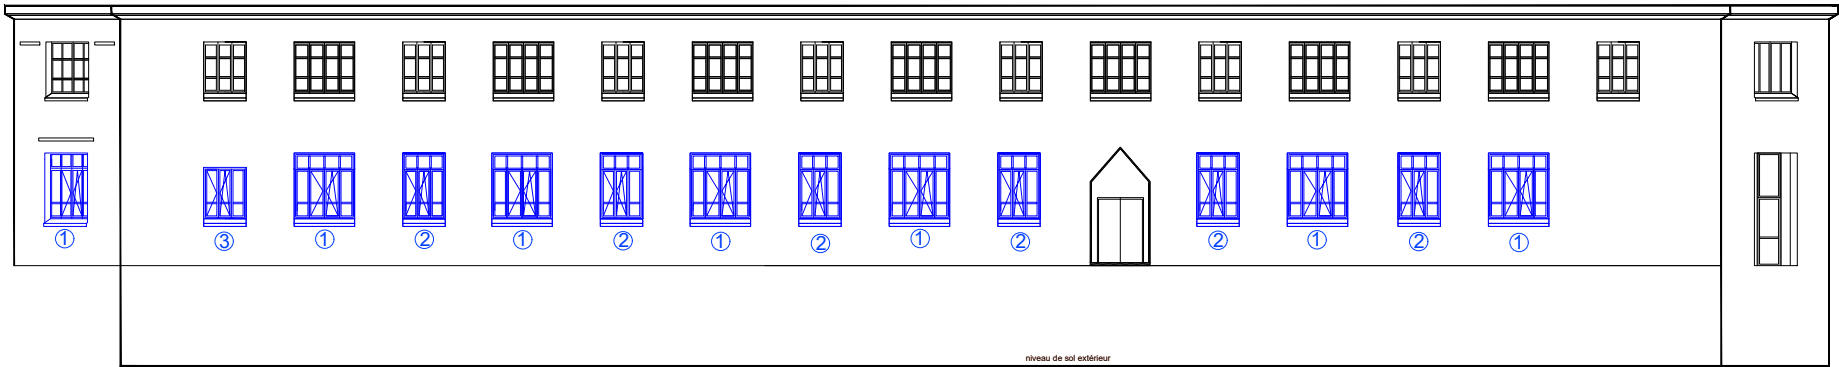 ① ③ ① ② ① ② ① ② ① ② ② ① ② ①
niveau de sol extérieur